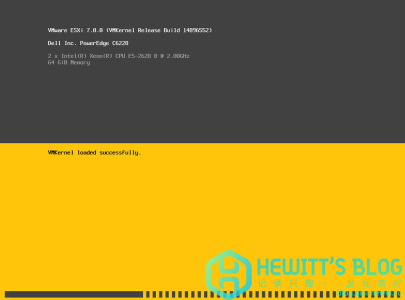 VMware ESXi 7.0.0 (VMKernel Release Build 14896552)
Dell Inc. PowerEdge C6220
2 x Intel(R) Xeon(R) CPU E5-2620 0 @ 2.00GHz
64 GiB Memory
VMKernel loaded successfully.
HEWITT'S BLOG